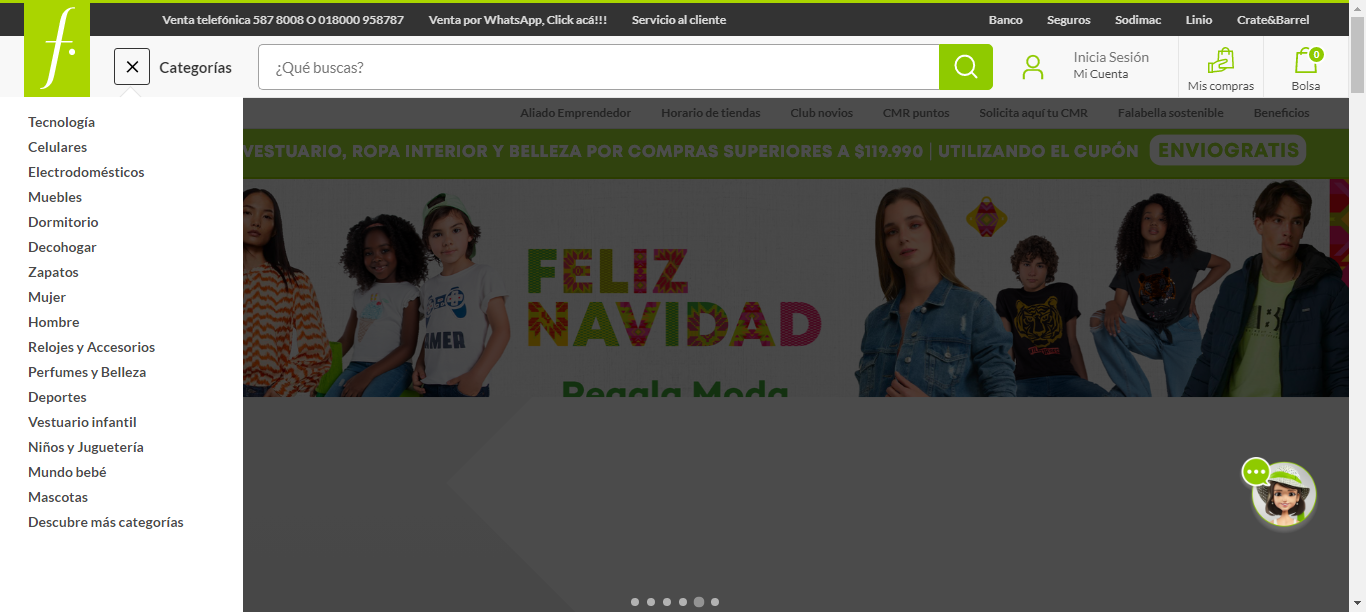 Venta telefónica 587 8008 O 018000 958787 Venta por WhatsApp, Click acá!!! Servicio al cliente Banco Seguros Sodimac Linio Crate&Barrel
f.
Categorías
¿Qué buscas?
Inicia Sesión
Mi Cuenta
Mis compras
0
Bolsa
Aliado Emprendedor Horario de tiendas Club novios CMR puntos Solicita aquí tu CMR Falabella sostenible Beneficios
VESTUARIO, ROPA INTERIOR Y BELLEZA POR COMPRAS SUPERIORES A $119.990 | UTILIZANDO EL CUPÓN ENVIOGRATIS
Tecnología
Celulares
Electrodomésticos
Muebles
Dormitorio
Decohogar
Zapatos
Mujer
Hombre
Relojes y Accesorios
Perfumes y Belleza
Deportes
Vestuario infantil
Niños y Juguetería
Mundo bebé
Mascotas
Descubre más categorías
FELIZ
NAVIDAD
Regala Moda